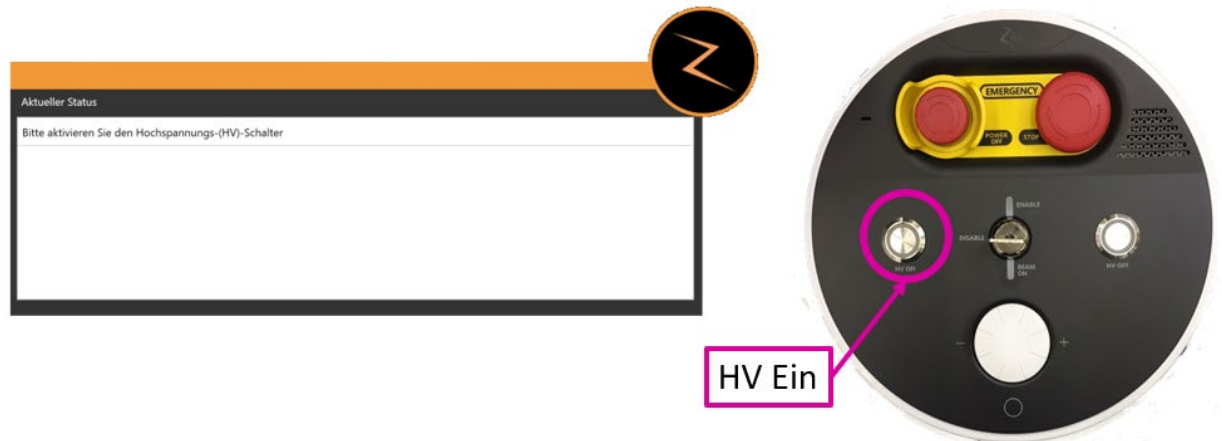 Aktueller Status
Bitte aktivieren Sie den Hochspannungs-(HV)-Schalter
EMERGENCY
POWER OFF
STOP
ENABLE
DISABLE
BEAM ON
HV ON
HV OFF
- +
HV Ein